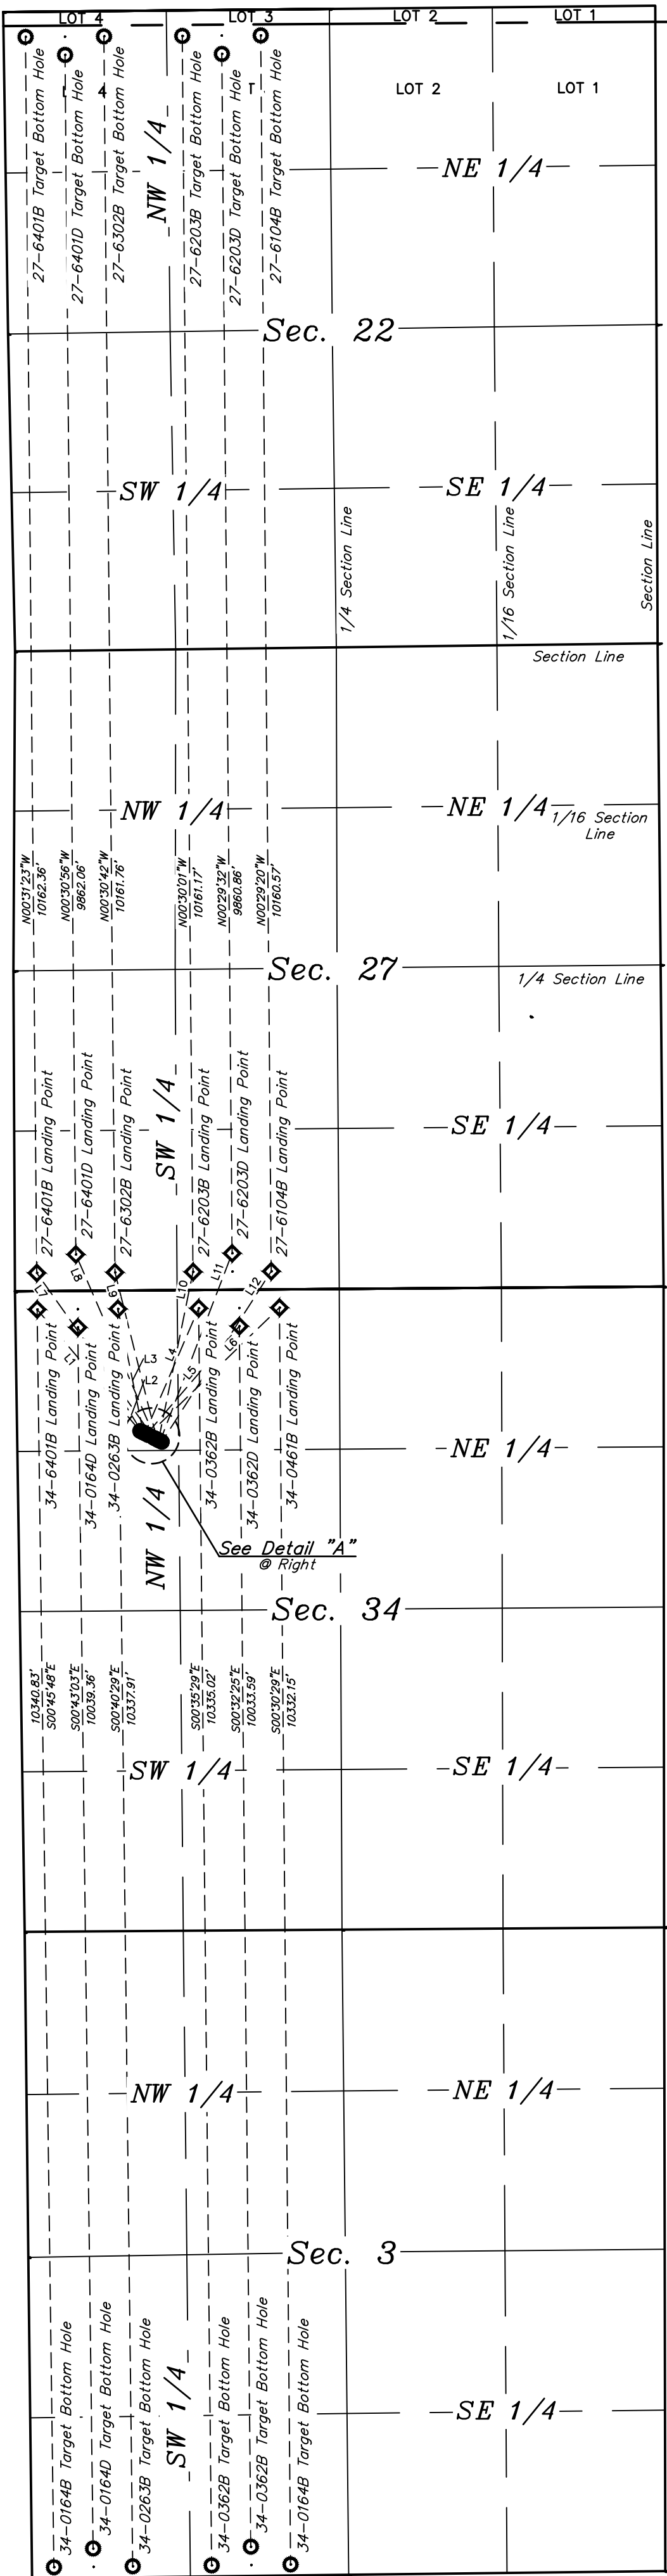 LOT 4
LOT 3
LOT 2
LOT 1
4
LOT 2
LOT 1
27-6401B Target Bottom Hole
27-6401D Target Bottom Hole
27-6302B Target Bottom Hole
NW 1/4
27-6203B Target Bottom Hole
27-6203D Target Bottom Hole
27-6104B Target Bottom Hole
NE 1/4
Sec. 22
SW 1/4
SE 1/4
1/4 Section Line
1/16 Section Line
Section Line
Section Line
NW 1/4
NE 1/4
1/16 Section
Line
N00°31'23"W
10162.36'
N00°30'56"W
9862.06'
N00°30'42"W
10161.76'
N00°30'01"W
10161.17'
N00°29'32"W
9860.86'
N00°29'20"W
10160.57'
Sec. 27
1/4 Section Line
27-6401B Landing Point
27-6401D Landing Point
27-6302B Landing Point
SW 1/4
27-6203B Landing Point
27-6203D Landing Point
27-6104B Landing Point
SE 1/4
L7
L8
L9
L10
L11
L12
L1
L3
L2
L4
L5
L6
34-6401B Landing Point
34-0164D Landing Point
34-0263B Landing Point
34-0362B Landing Point
34-0362D Landing Point
34-0461B Landing Point
NW 1/4
NE 1/4
See Detail "A"
@ Right
Sec. 34
10340.83'
S00°45'48"E
S00°43'03"E
10039.36'
S00°40'29"E
10337.91'
S00°35'29"E
10335.02'
S00°32'25"E
10033.59'
S00°30'29"E
10332.15'
SW 1/4
SE 1/4
NW 1/4
NE 1/4
Sec. 3
34-0164B Target Bottom Hole
34-0164D Target Bottom Hole
34-0263B Target Bottom Hole
SW 1/4
34-0362B Target Bottom Hole
34-0362B Target Bottom Hole
34-0164B Target Bottom Hole
SE 1/4